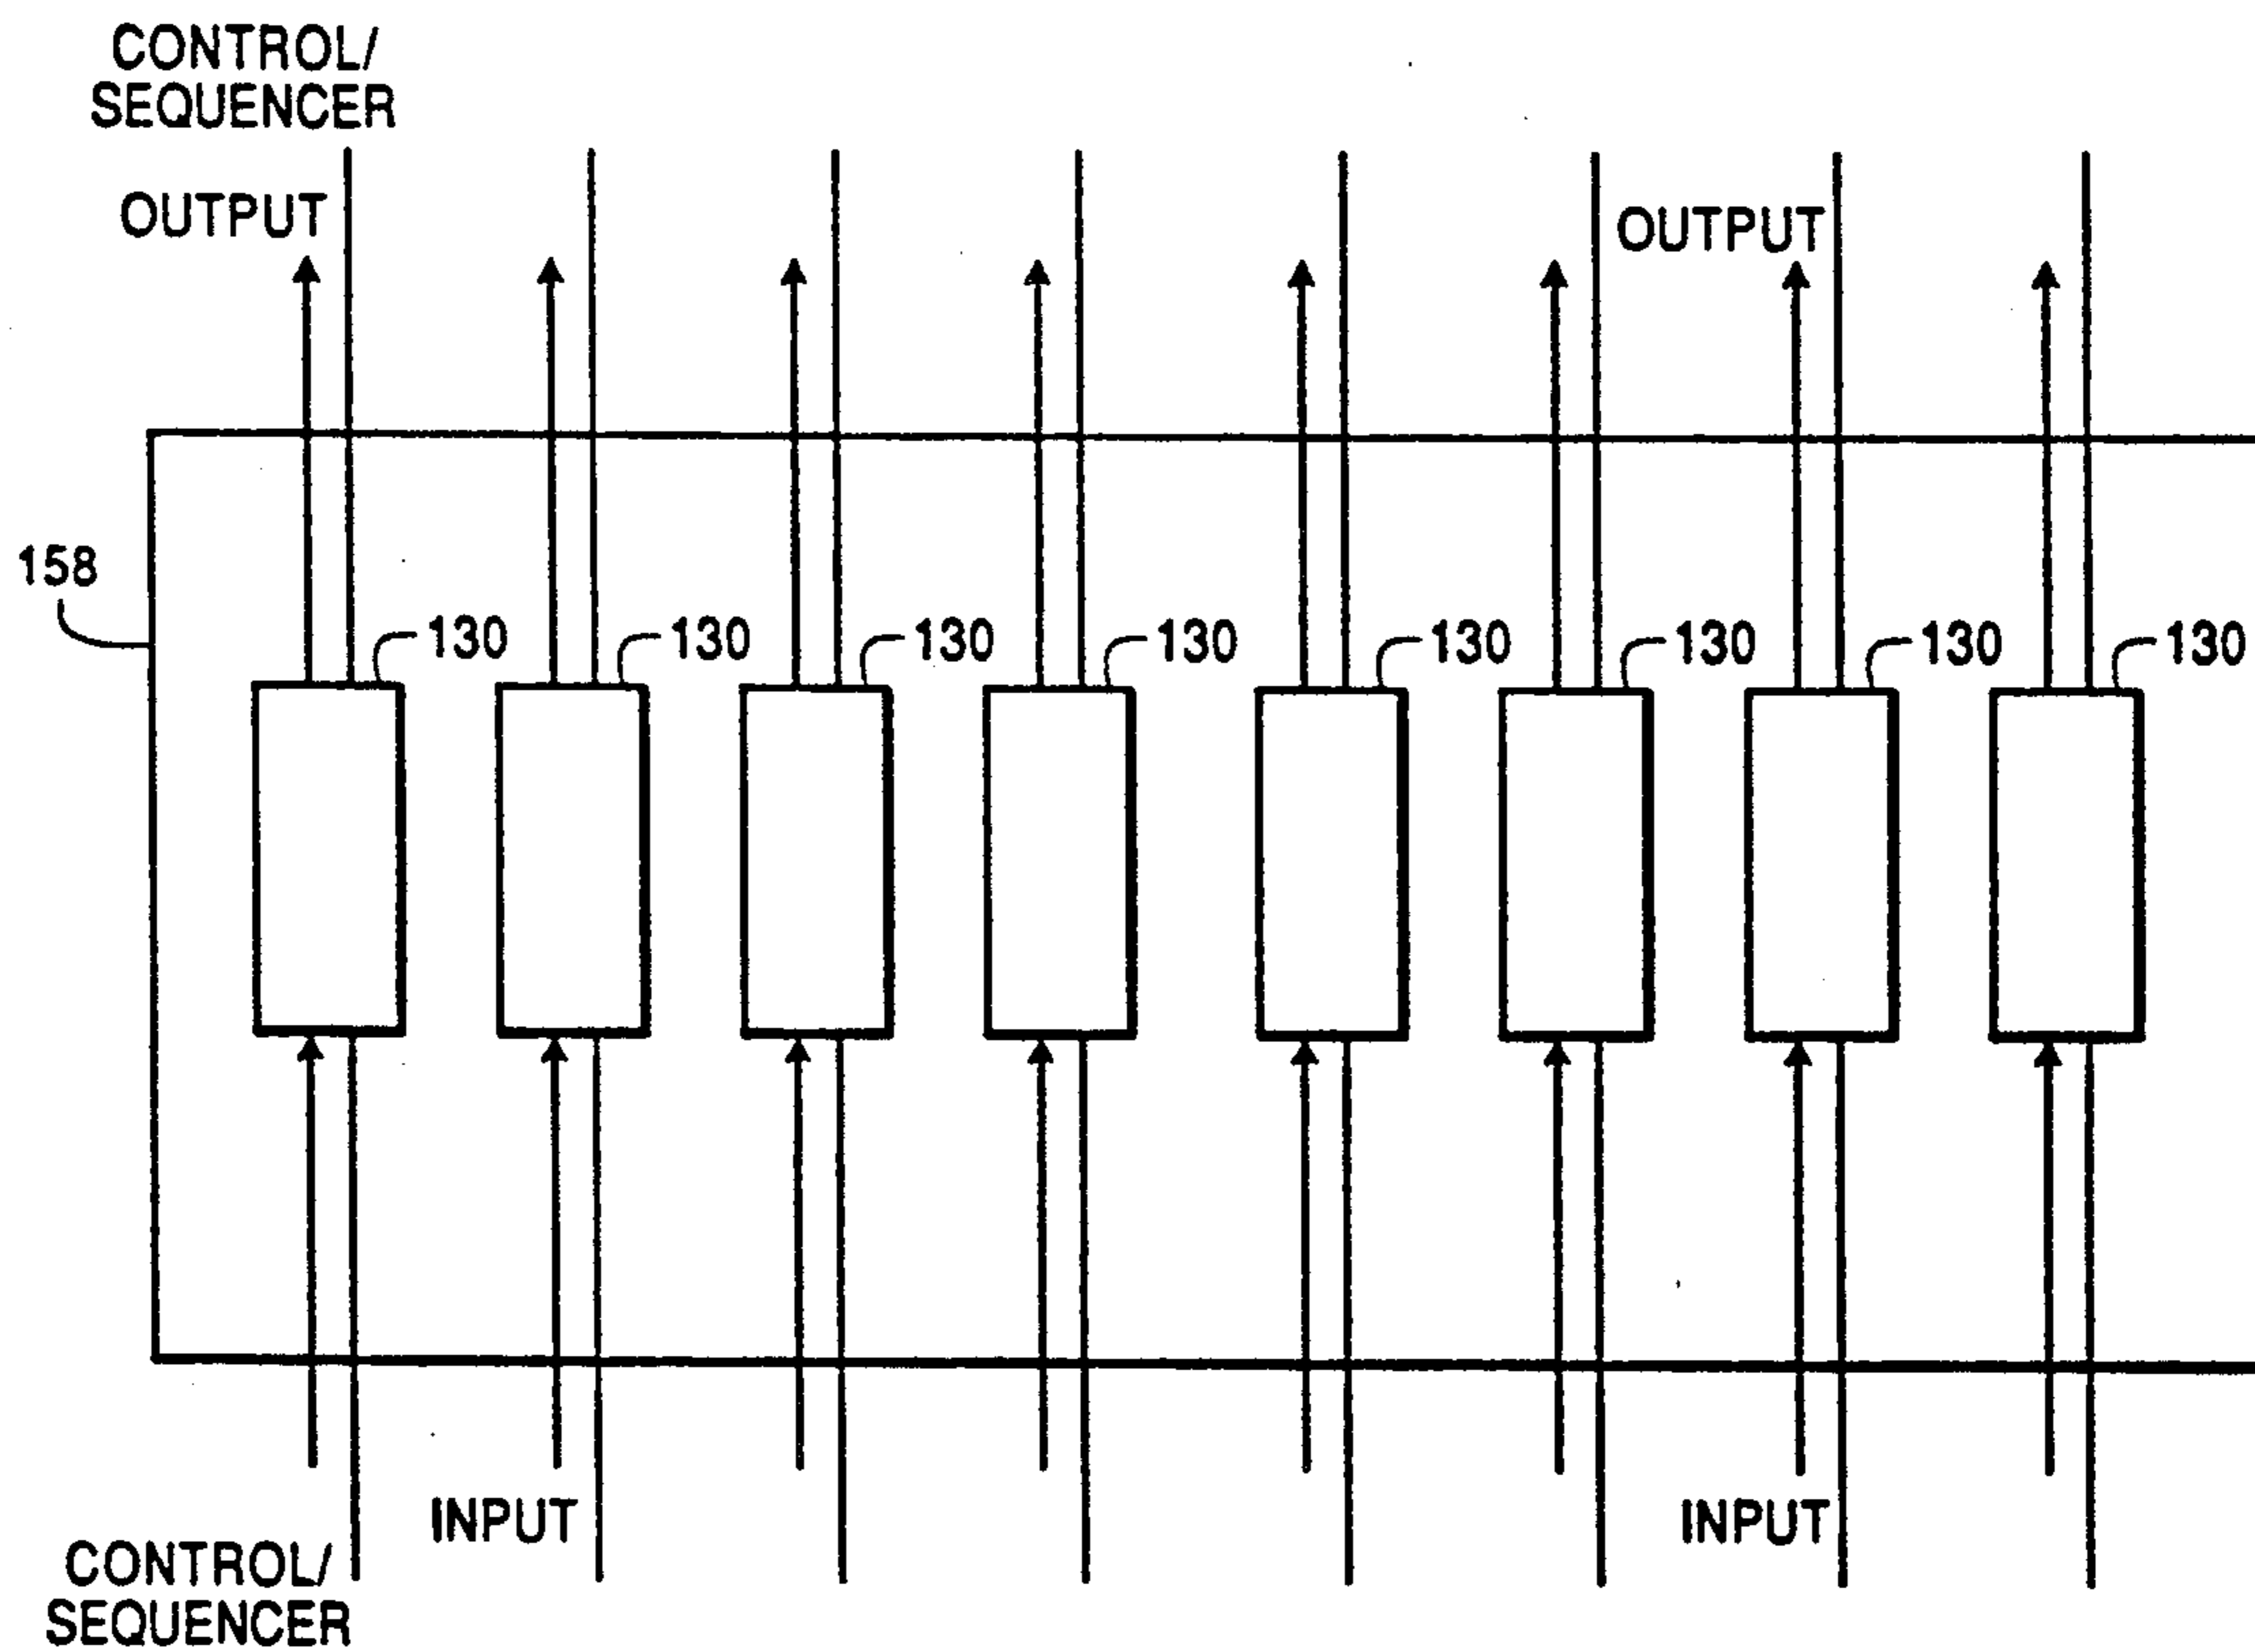 CONTROL/
SEQUENCER
OUTPUT
OUTPUT
158
130
130
130
130
130
130
130
130
INPUT
INPUT
CONTROL/
SEQUENCER